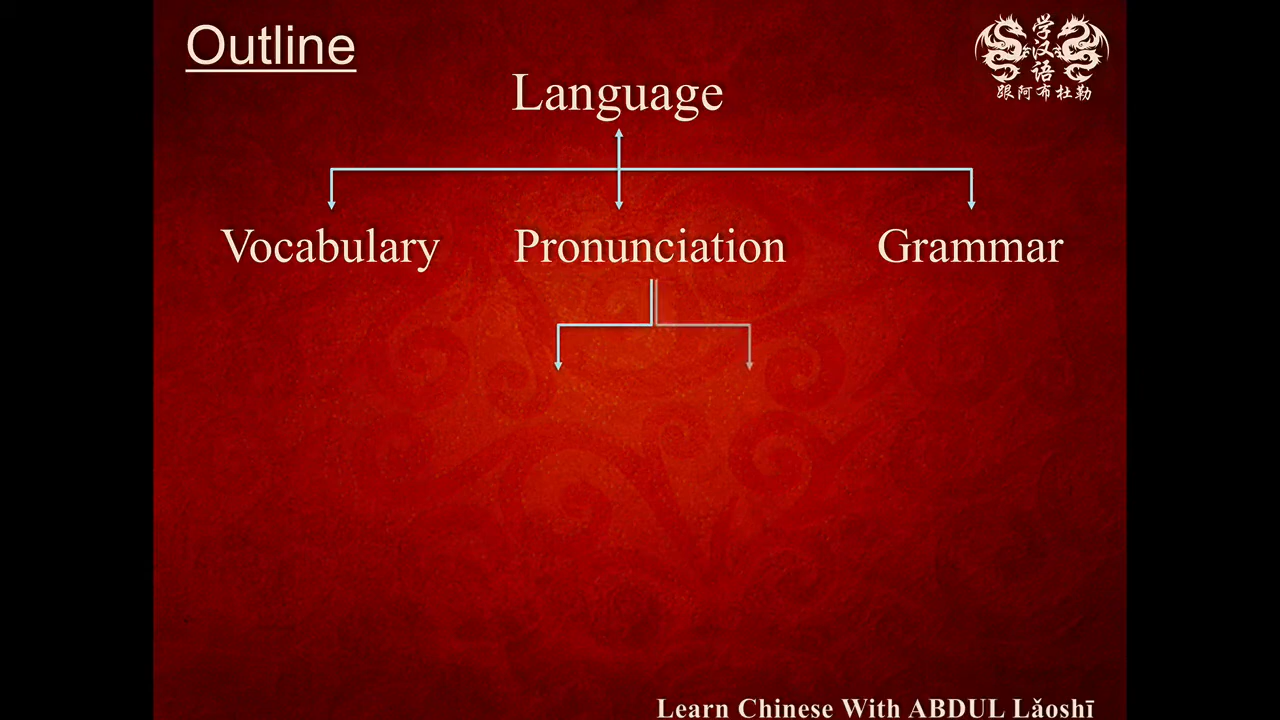 Outline
学汉语
跟阿布杜勒
Language
Vocabulary Pronunciation Grammar
Learn Chinese With ABDUL Lǎoshī